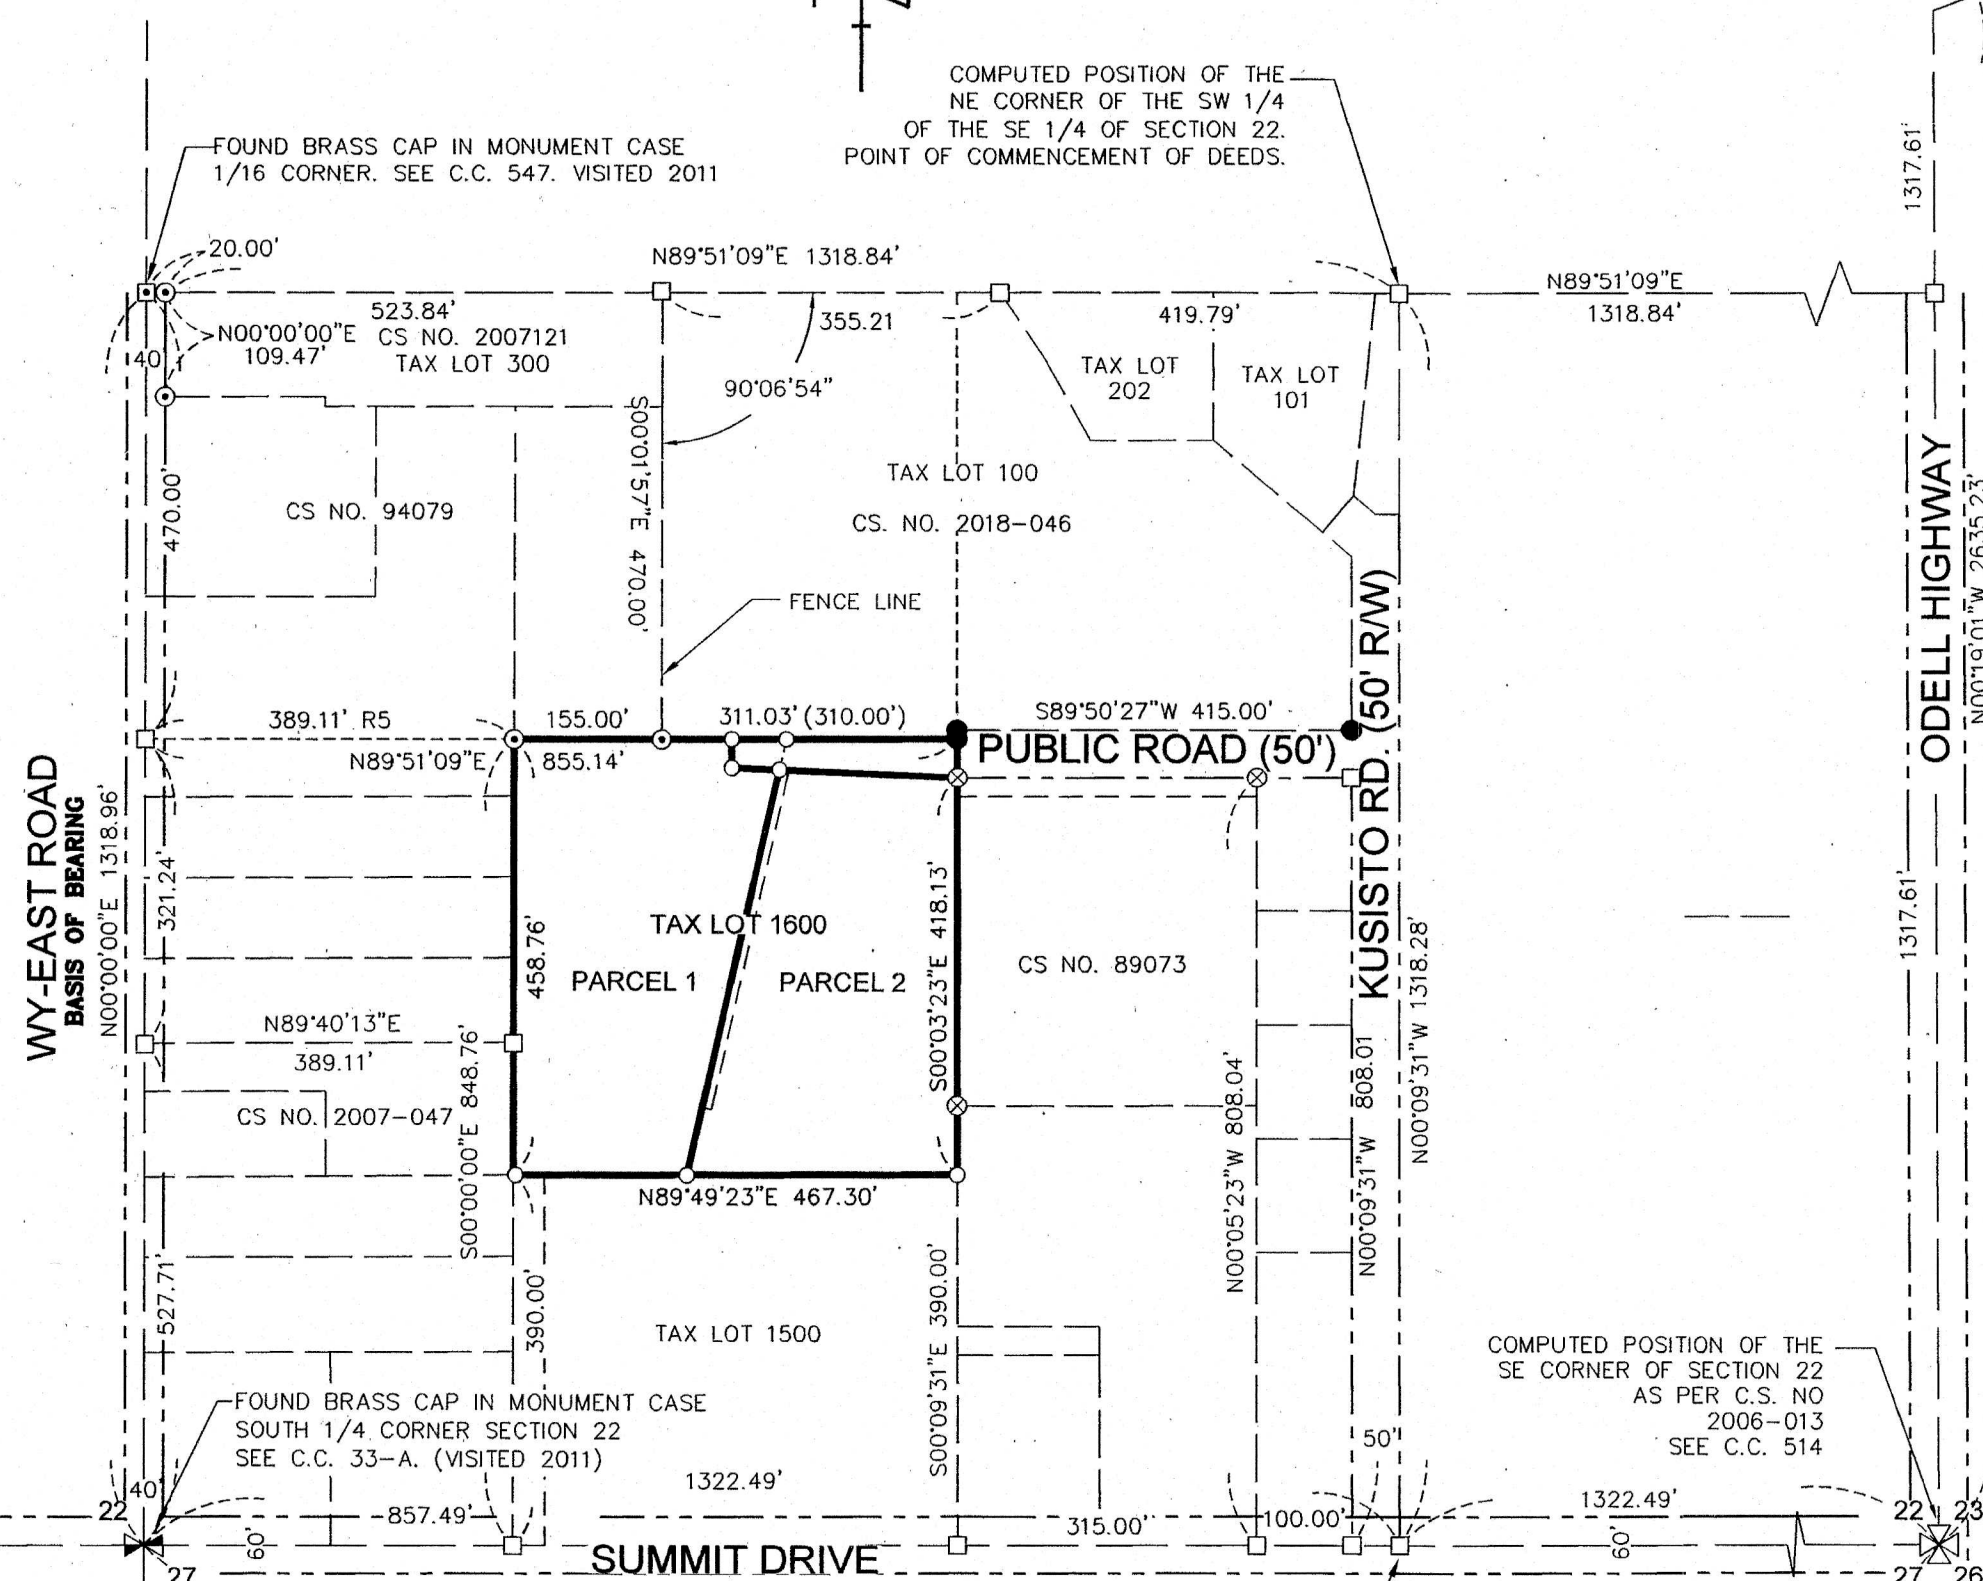 COMPUTED POSITION OF THE
NE CORNER OF THE SW 1/4
OF THE SE 1/4 OF SECTION 22.
POINT OF COMMENCEMENT OF DEEDS.
FOUND BRASS CAP IN MONUMENT CASE
1/16 CORNER. SEE C.C. 547. VISITED 2011
1317.61'
20.00'
N89°51'09"E 1318.84'
N89°51'09"E
1318.84'
523.84'
355.21
419.79'
N00°00'00"E
109.47'
CS NO. 2007121
TAX LOT 300
40'
90°06'54"
TAX LOT
202
TAX LOT
101
S00°01'57"E 470.00'
470.00'
CS NO. 94079
TAX LOT 100
CS. NO. 2018-046
FENCE LINE
KUSISTO RD. (50' R/W)
ODELL HIGHWAY
N00°19'01"W 2635.23'
389.11' R5
155.00'
311.03' (310.00')
S89°50'27"W 415.00'
N89°51'09"E
855.14'
PUBLIC ROAD (50')
WY-EAST ROAD
BASIS OF BEARING
N00°00'00"E 1318.96'
321.24'
458.76'
TAX LOT 1600
PARCEL 1
PARCEL 2
S00°03'23"E 418.13'
CS NO. 89073
N00°09'31"W 1318.28'
1317.61'
N89°40'13"E
389.11'
CS NO. 2007-047
S00°00'00"E 848.76'
N00°05'23"W 808.04'
N00°09'31"W 808.01
N89°49'23"E 467.30'
527.71'
390.00'
TAX LOT 1500
S00°09'31"E 390.00'
COMPUTED POSITION OF THE
SE CORNER OF SECTION 22
AS PER C.S. NO
2006-013
SEE C.C. 514
FOUND BRASS CAP IN MONUMENT CASE
SOUTH 1/4 CORNER SECTION 22
SEE C.C. 33-A. (VISITED 2011)
50'
40'
1322.49'
1322.49'
22
857.49'
315.00'
100.00'
22
23
60'
60'
SUMMIT DRIVE
27
27
26